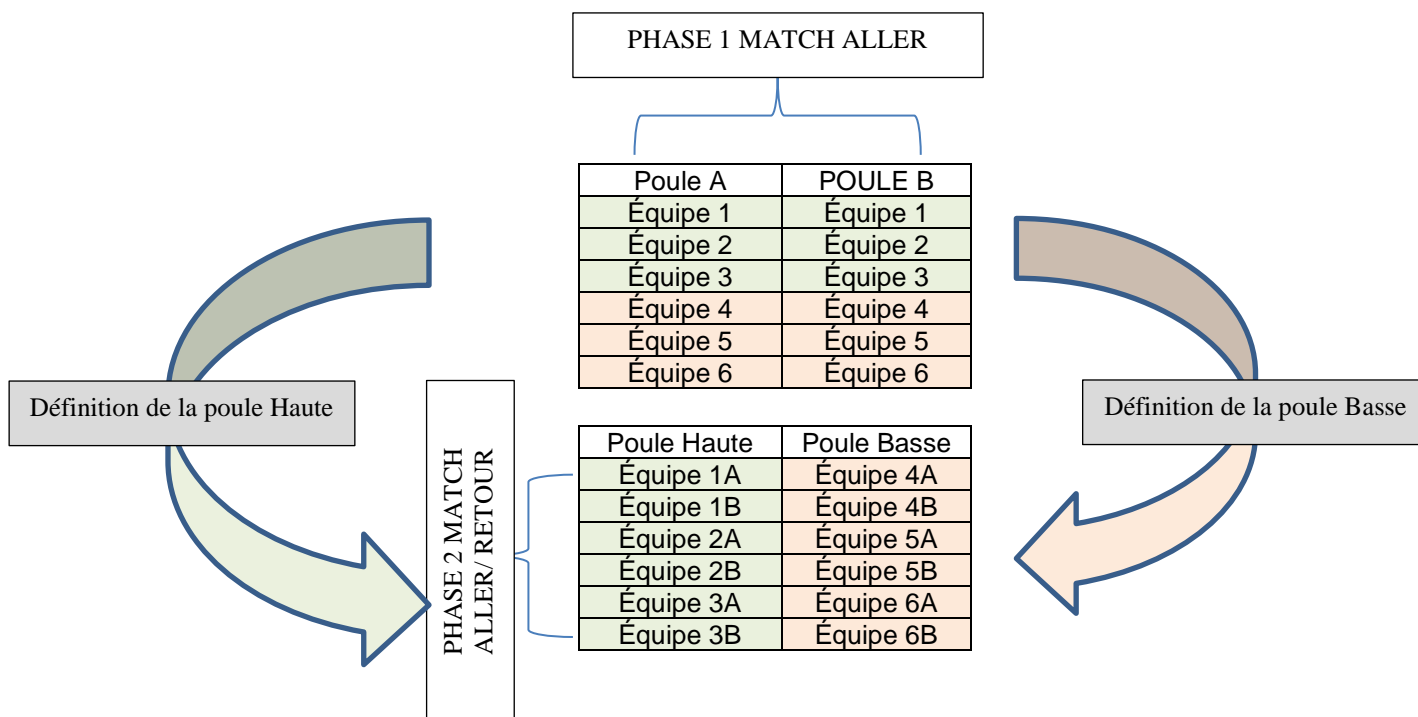 PHASE 1 MATCH ALLER
Poule A POULE B
Équipe 1 Équipe 1
Équipe 2 Équipe 2
Équipe 3 Équipe 3
Équipe 4 Équipe 4
Équipe 5 Équipe 5
Équipe 6 Équipe 6
Définition de la poule Haute
Définition de la poule Basse
PHASE 2 MATCH
ALLER/ RETOUR
Poule Haute Poule Basse
Équipe 1A Équipe 4A
Équipe 1B Équipe 4B
Équipe 2A Équipe 5A
Équipe 2B Équipe 5B
Équipe 3A Équipe 6A
Équipe 3B Équipe 6B